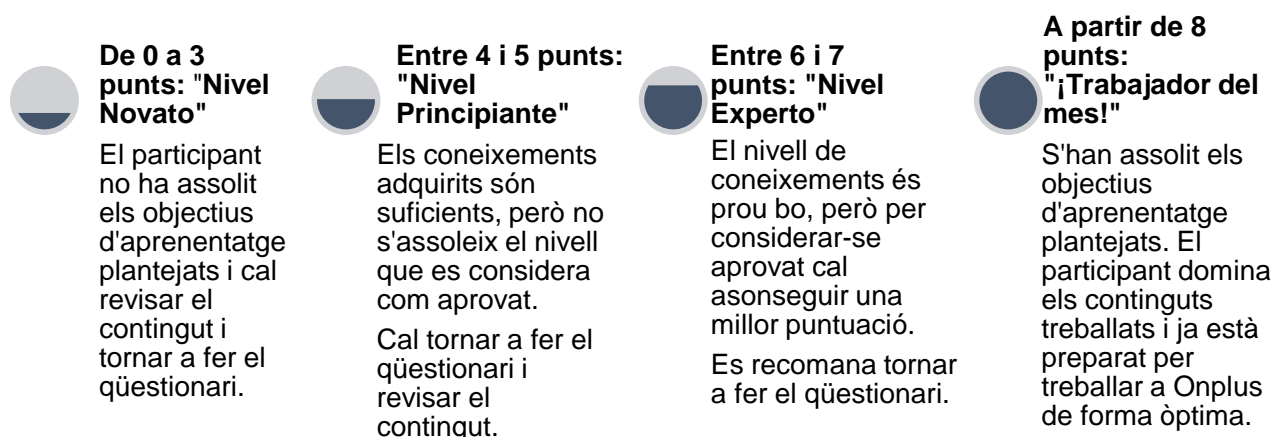 De 0 a 3
punts: "Nivel
Novato"
El participant
no ha assolit
els objectius
d'aprenentatge
plantejats i cal
revisar el
contingut i
tornar a fer el
qüestionari.
Entre 4 i 5 punts:
"Nivel
Principiante"
Els coneixements
adquirits són
suficients, però no
s'assoleix el nivell
que es considera
com aprovat.
Cal tornar a fer el
qüestionari i
revisar el
contingut.
Entre 6 i 7
punts: "Nivel
Experto"
El nivell de
coneixements és
prou bo, però per
considerar-se
aprovat cal
asonseguir una
millor puntuació.
Es recomana tornar
a fer el qüestionari.
A partir de 8
punts:
"¡Trabajador del
mes!"
S'han assolit els
objectius
d'aprenentatge
plantejats. El
participant domina
els continguts
treballats i ja està
preparat per
treballar a Onplus
de forma òptima.